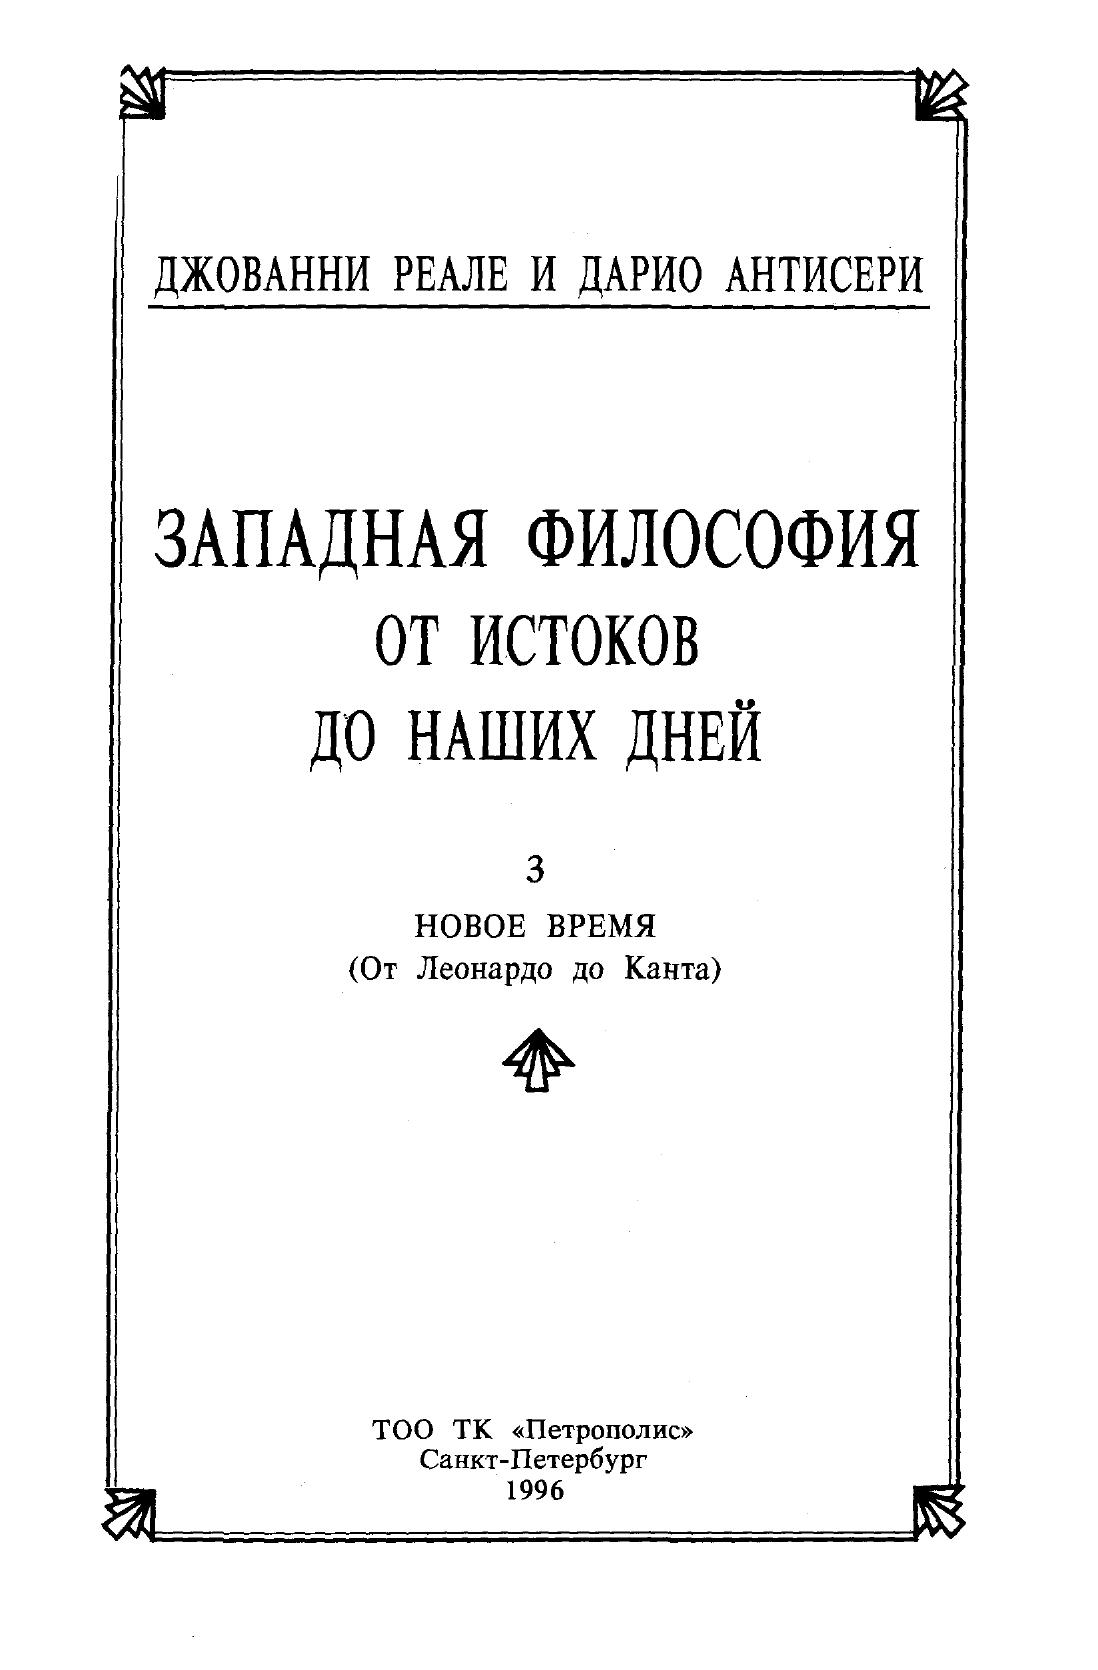 ДЖОВАННИ РЕАЛЕ И ДАРИО АНТИСЕРИ
ЗАПАДНАЯ ФИЛОСОФИЯ
ОТ ИСТОКОВ
ДО НАШИХ ДНЕЙ
3
НОВОЕ ВРЕМЯ
(От Леонардо до Канта)
ТОО ТК «Петрополис»
Санкт-Петербург
1996